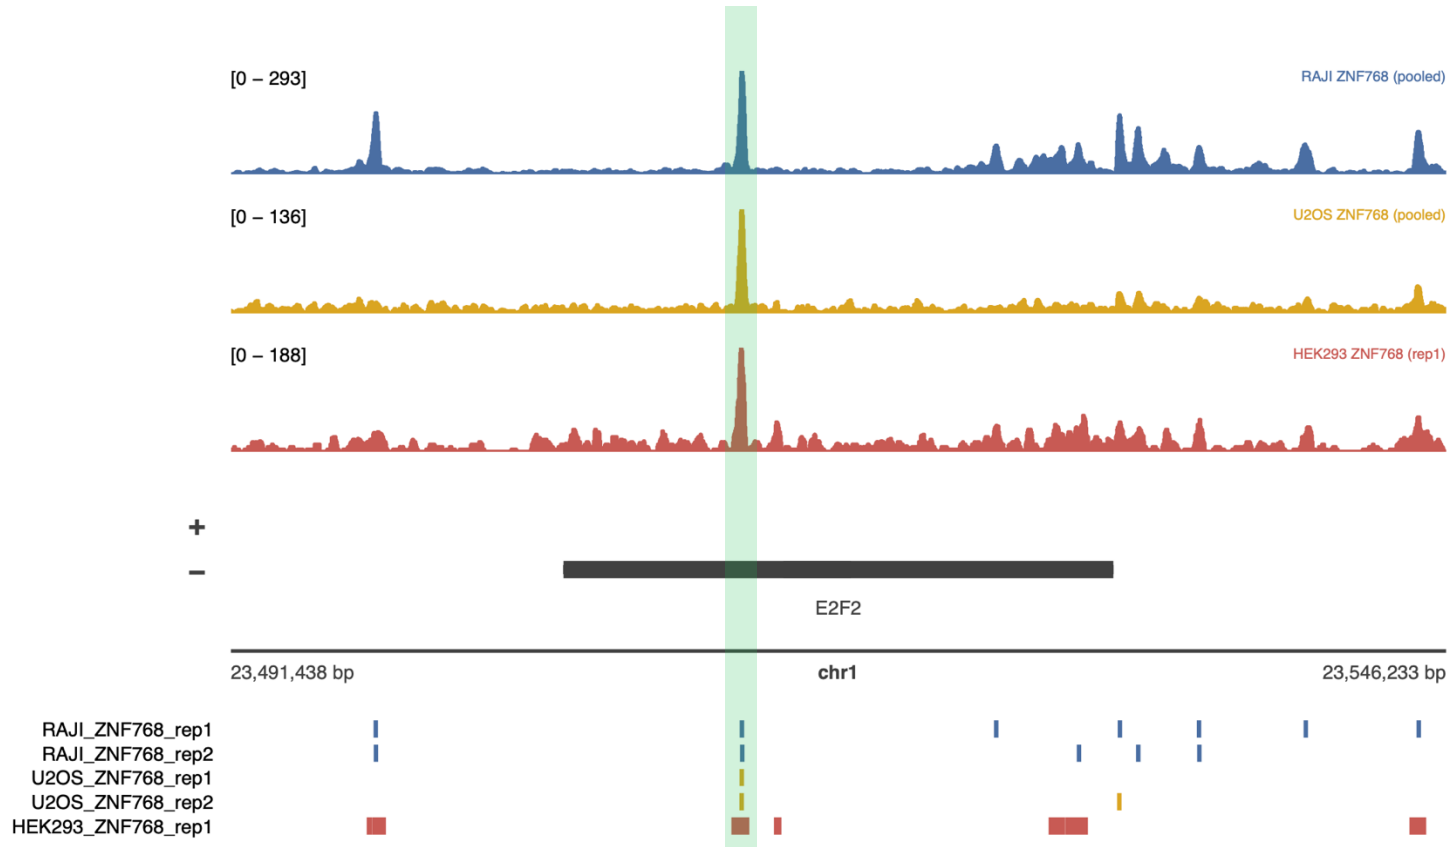 [0 – 293]
RAJI ZNF768 (pooled)
[0 – 136]
U2OS ZNF768 (pooled)
[0 – 188]
HEK293 ZNF768 (rep1)
+
–
E2F2
23,491,438 bp
chr1
23,546,233 bp
RAJI_ZNF768_rep1
RAJI_ZNF768_rep2
U2OS_ZNF768_rep1
U2OS_ZNF768_rep2
HEK293_ZNF768_rep1